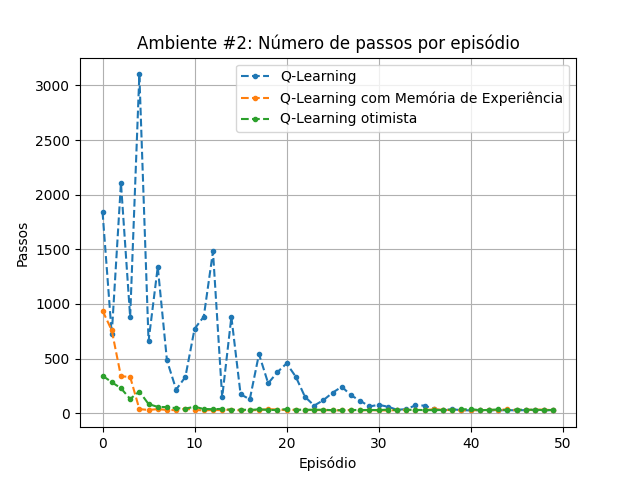 Ambiente #2: Número de passos por episódio
Q-Learning
Q-Learning com Memória de Experiência
Q-Learning otimista
Passos
3000
2500
2000
1500
1000
500
0
0 10 20 30 40 50
Episódio